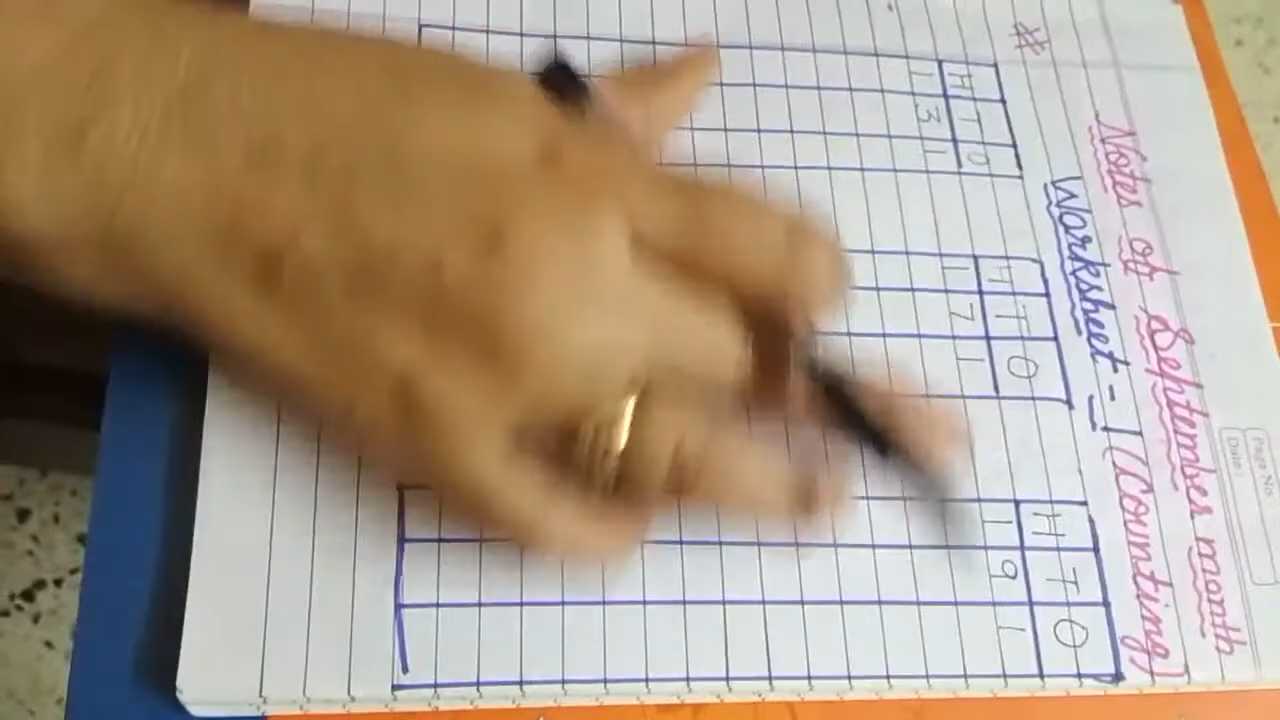 Page No.
Date:
Notes of September month
* Worksheet - 1 (Counting)
H T O
1 3 1
H T O
1 7 1
H T O
1 9 1